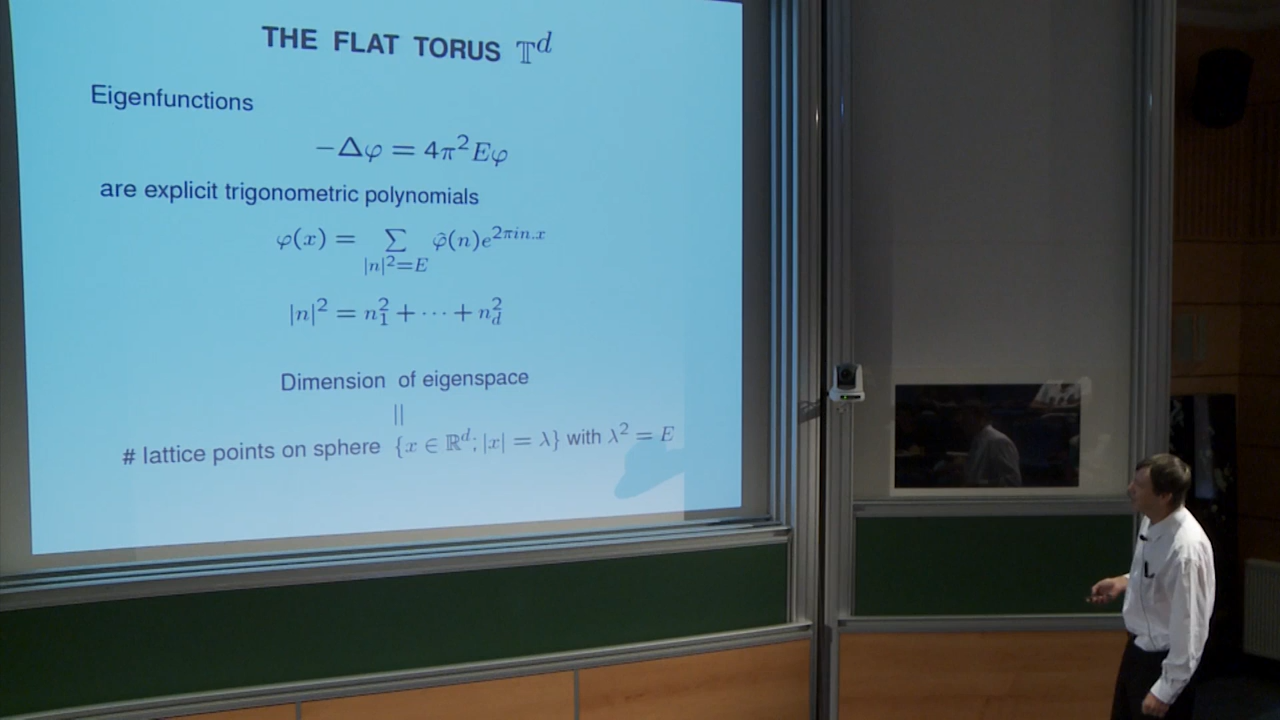 THE FLAT TORUS 𝕋^d
Eigenfunctions
−Δφ = 4π²Eφ
are explicit trigonometric polynomials
φ(x) = ∑_{|n|²=E} φ̂(n)e^{2πin.x}
|n|² = n₁² + ··· + n_d²
Dimension of eigenspace
||
# lattice points on sphere {x ∈ ℝ^d; |x| = λ} with λ² = E